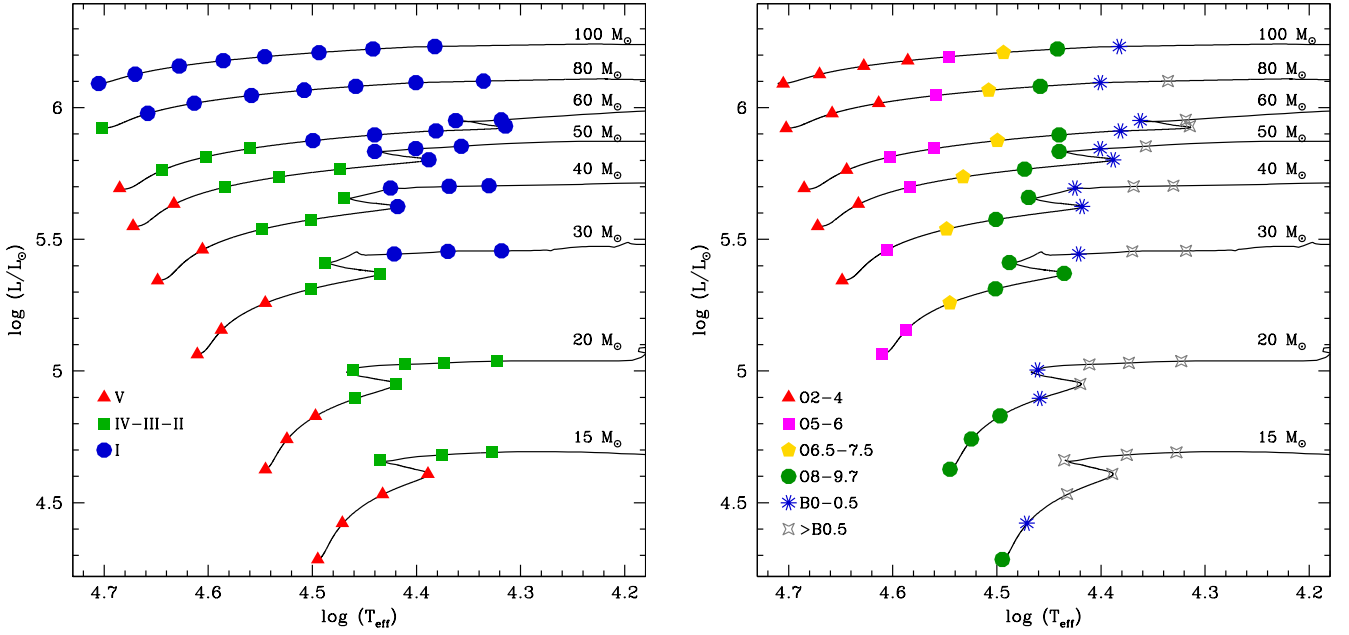 100 M⊙
80 M⊙
60 M⊙
50 M⊙
40 M⊙
30 M⊙
20 M⊙
15 M⊙
6
5.5
5
4.5
log (L/L⊙)
V
IV-III-II
I
4.7 4.6 4.5 4.4 4.3 4.2
log (Teff)
100 M⊙
80 M⊙
60 M⊙
50 M⊙
40 M⊙
30 M⊙
20 M⊙
15 M⊙
6
5.5
5
4.5
log (L/L⊙)
O2-4
O5-6
O6.5-7.5
O8-9.7
B0-0.5
>B0.5
4.7 4.6 4.5 4.4 4.3 4.2
log (Teff)